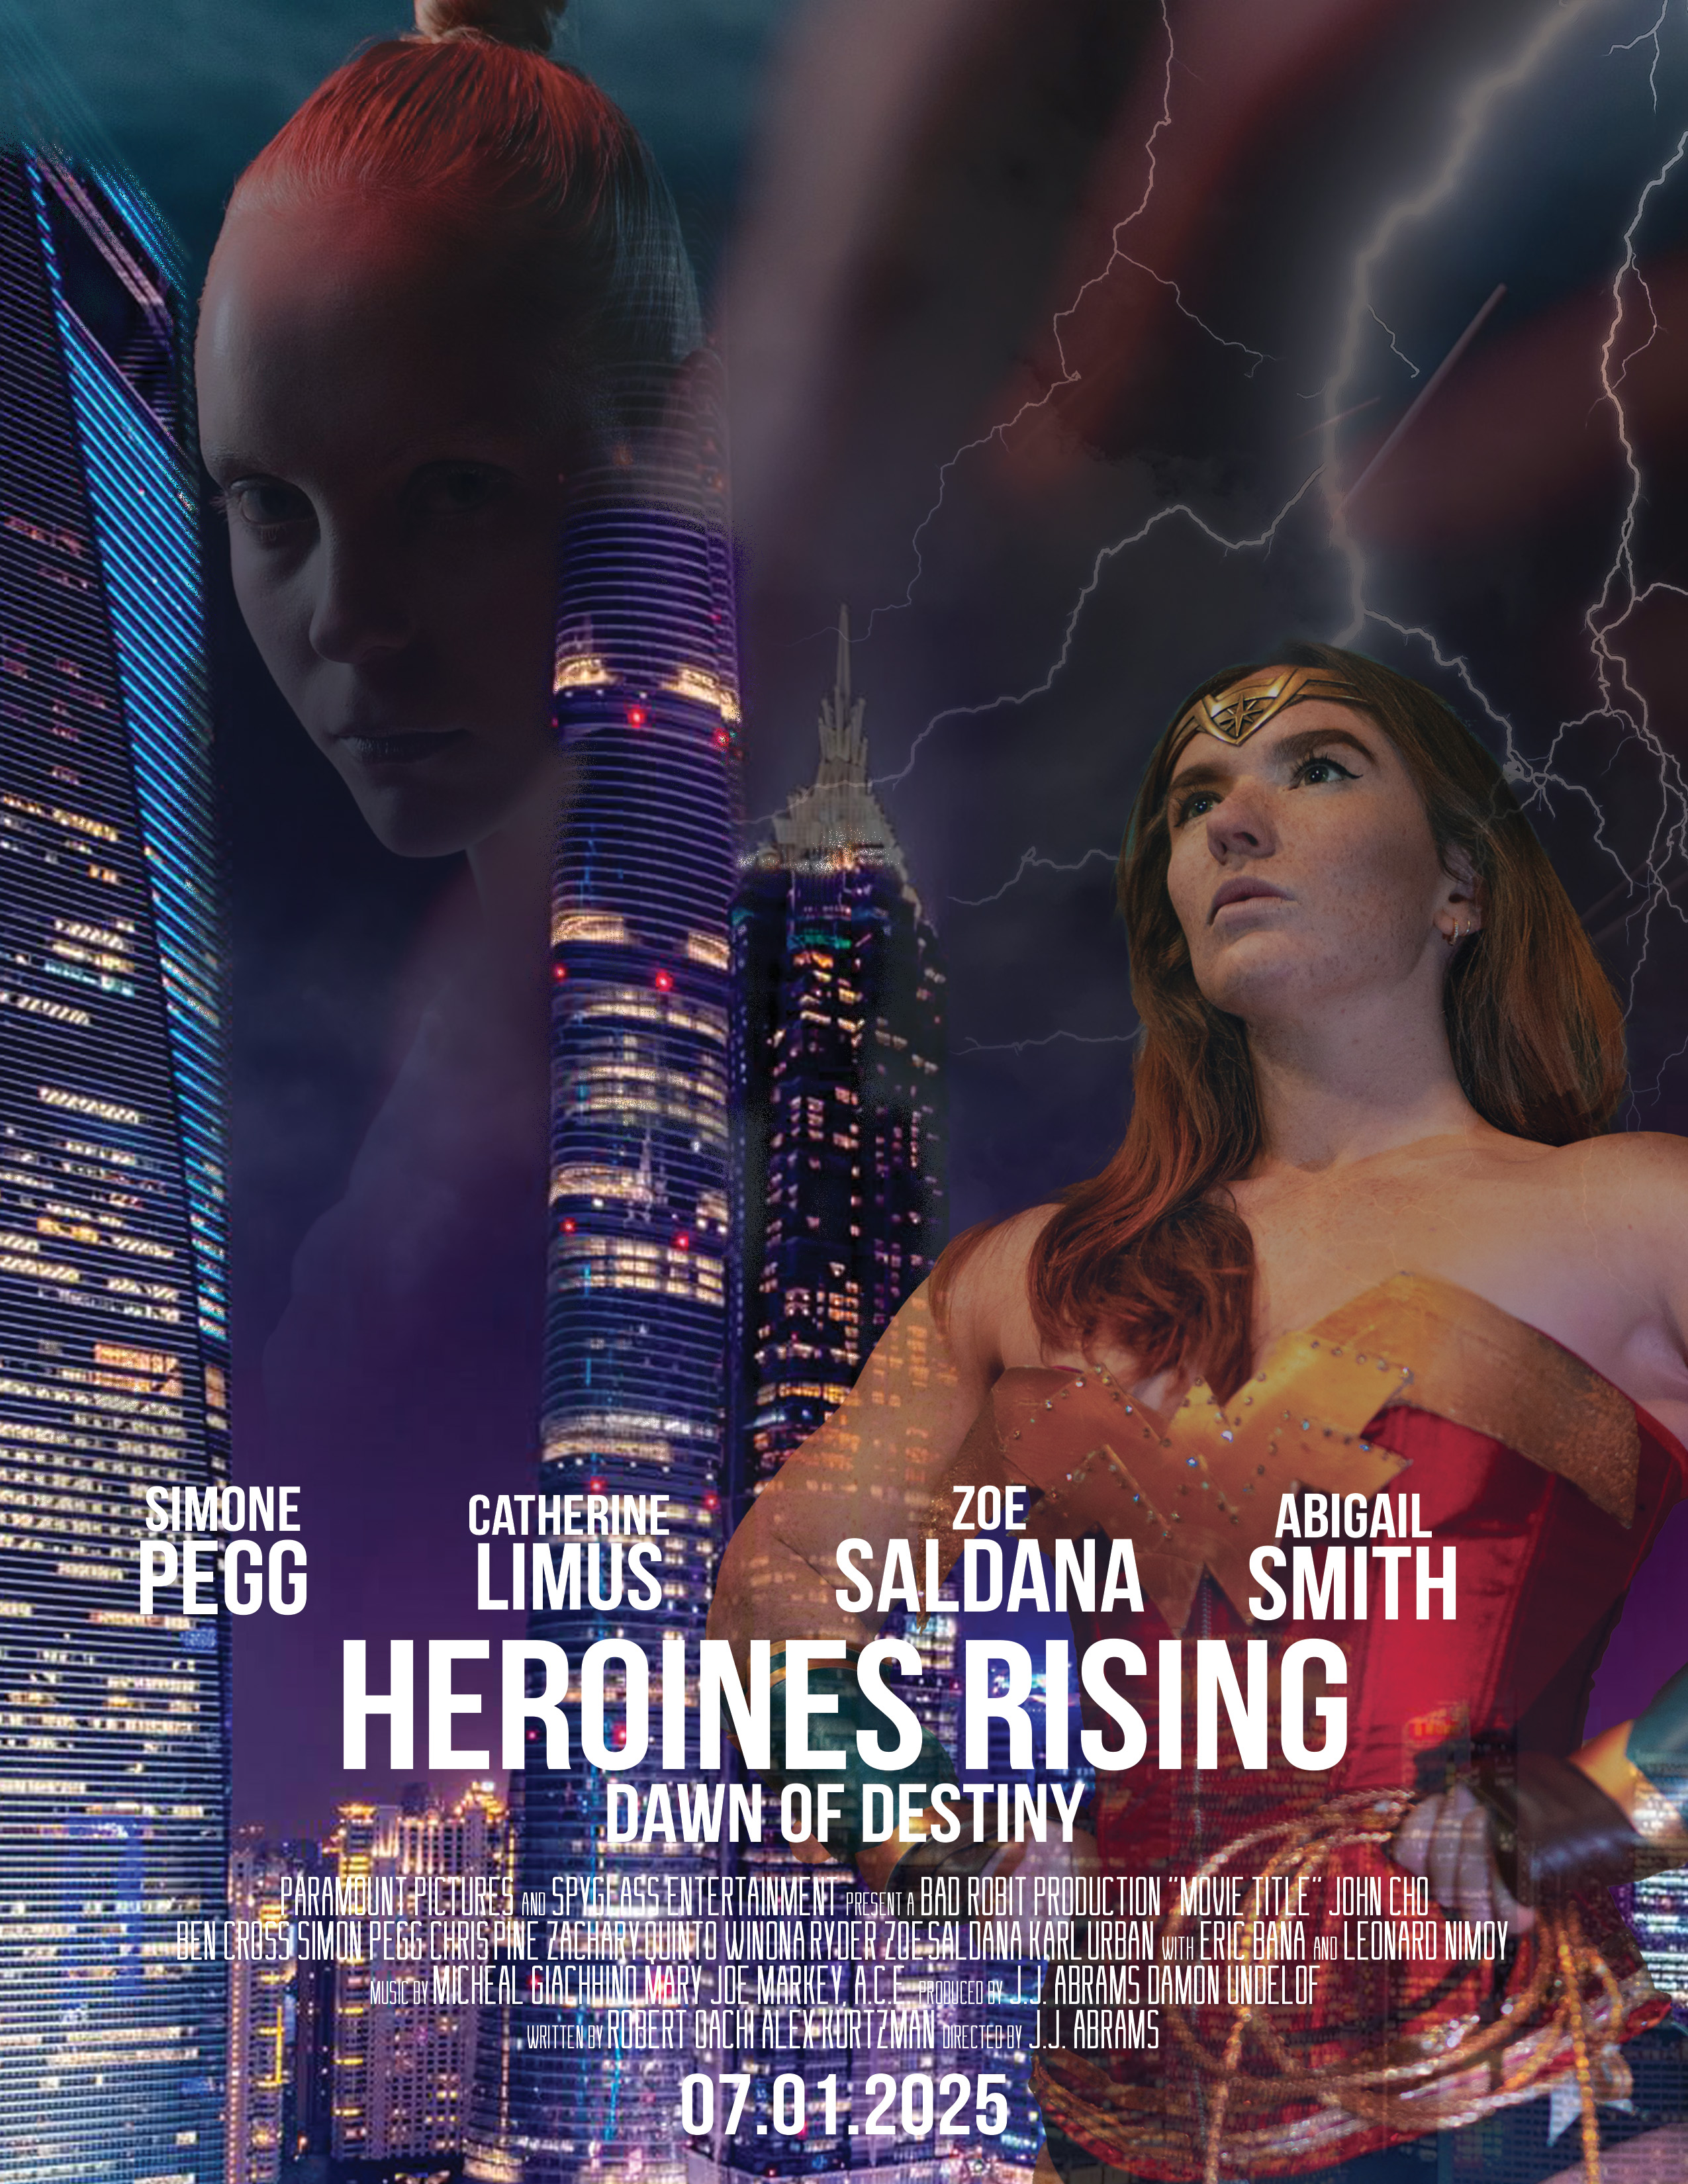 SIMONE PEGG
CATHERINE LIMUS
ZOE SALDANA
ABIGAIL SMITH
HEROINES RISING
DAWN OF DESTINY
PARAMOUNT PICTURES AND SPYGLASS ENTERTAINMENT PRESENT A BAD ROBIT PRODUCTION "MOVIE TITLE" JOHN CHO
BEN CROSS SIMON PEGG CHRIS PINE ZACHARY QUINTO WINONA RYDER ZOE SALDANA KARL URBAN WITH ERIC BANA AND LEONARD NIMOY
MUSIC BY MICHEAL GIACHHINO MARY JOE MARKEY, A.C.E. PRODUCED BY J.J. ABRAMS DAMON UNDELOF
WRITTEN BY ROBERT OACHI ALEX KURTZMAN DIRECTED BY J.J. ABRAMS
07.01.2025